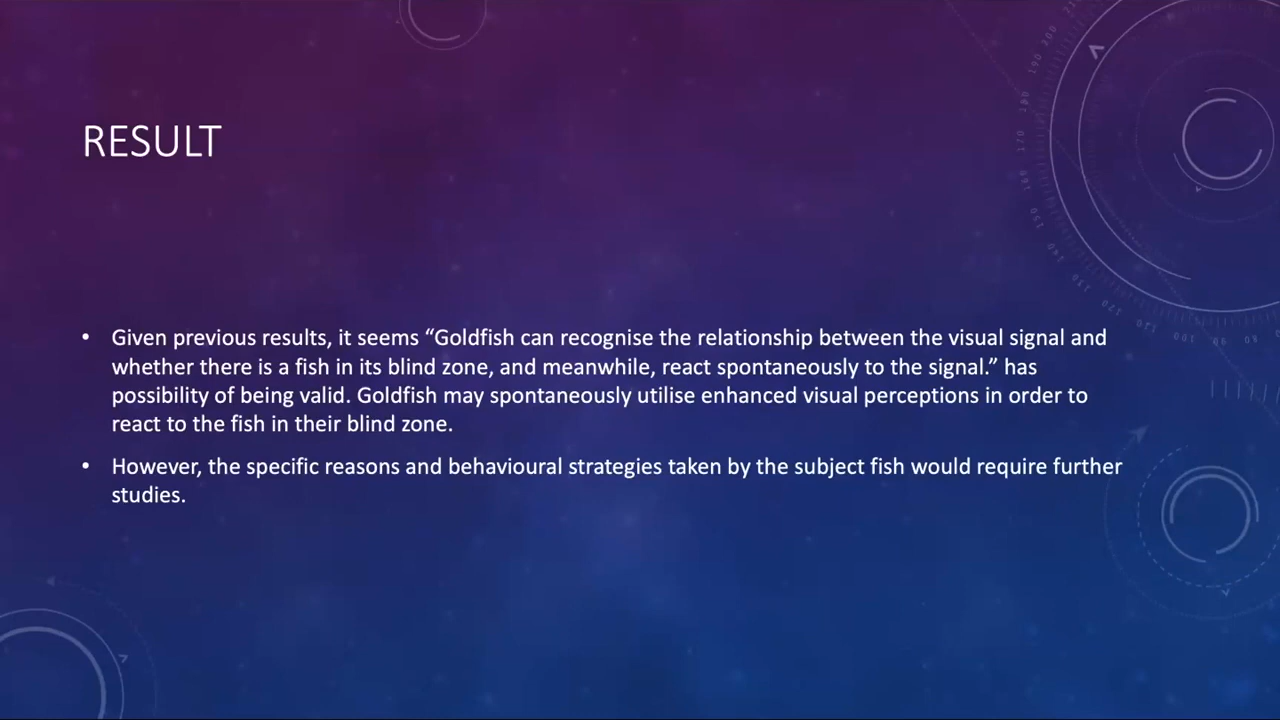 RESULT
• Given previous results, it seems “Goldfish can recognise the relationship between the visual signal and
whether there is a fish in its blind zone, and meanwhile, react spontaneously to the signal.” has
possibility of being valid. Goldfish may spontaneously utilise enhanced visual perceptions in order to
react to the fish in their blind zone.
• However, the specific reasons and behavioural strategies taken by the subject fish would require further
studies.